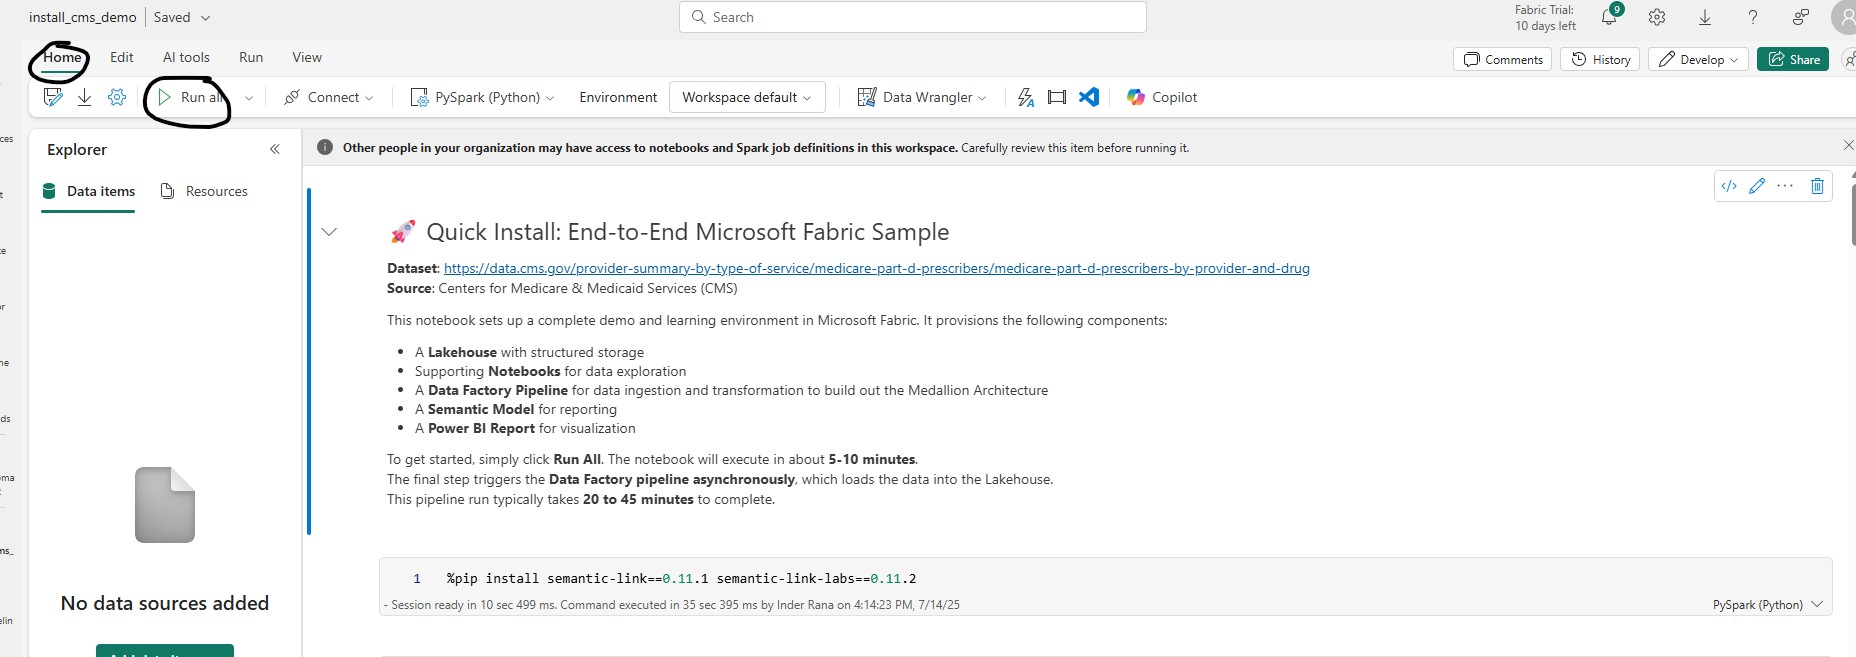 install_cms_demo Saved
Search
Fabric Trial:
10 days left
9
Home Edit AI tools Run View
Comments History Develop Share
Run all Connect PySpark (Python) Environment Workspace default Data Wrangler Copilot
Explorer
Data items Resources
Other people in your organization may have access to notebooks and Spark job definitions in this workspace. Carefully review this item before running it.
🚀 Quick Install: End-to-End Microsoft Fabric Sample
Dataset: https://data.cms.gov/provider-summary-by-type-of-service/medicare-part-d-prescribers/medicare-part-d-prescribers-by-provider-and-drug
Source: Centers for Medicare & Medicaid Services (CMS)
This notebook sets up a complete demo and learning environment in Microsoft Fabric. It provisions the following components:
• A Lakehouse with structured storage
• Supporting Notebooks for data exploration
• A Data Factory Pipeline for data ingestion and transformation to build out the Medallion Architecture
• A Semantic Model for reporting
• A Power BI Report for visualization
To get started, simply click Run All. The notebook will execute in about 5-10 minutes.
The final step triggers the Data Factory pipeline asynchronously, which loads the data into the Lakehouse.
This pipeline run typically takes 20 to 45 minutes to complete.
No data sources added
1 %pip install semantic-link==0.11.1 semantic-link-labs==0.11.2
- Session ready in 10 sec 499 ms. Command executed in 35 sec 395 ms by Inder Rana on 4:14:23 PM, 7/14/25
PySpark (Python)